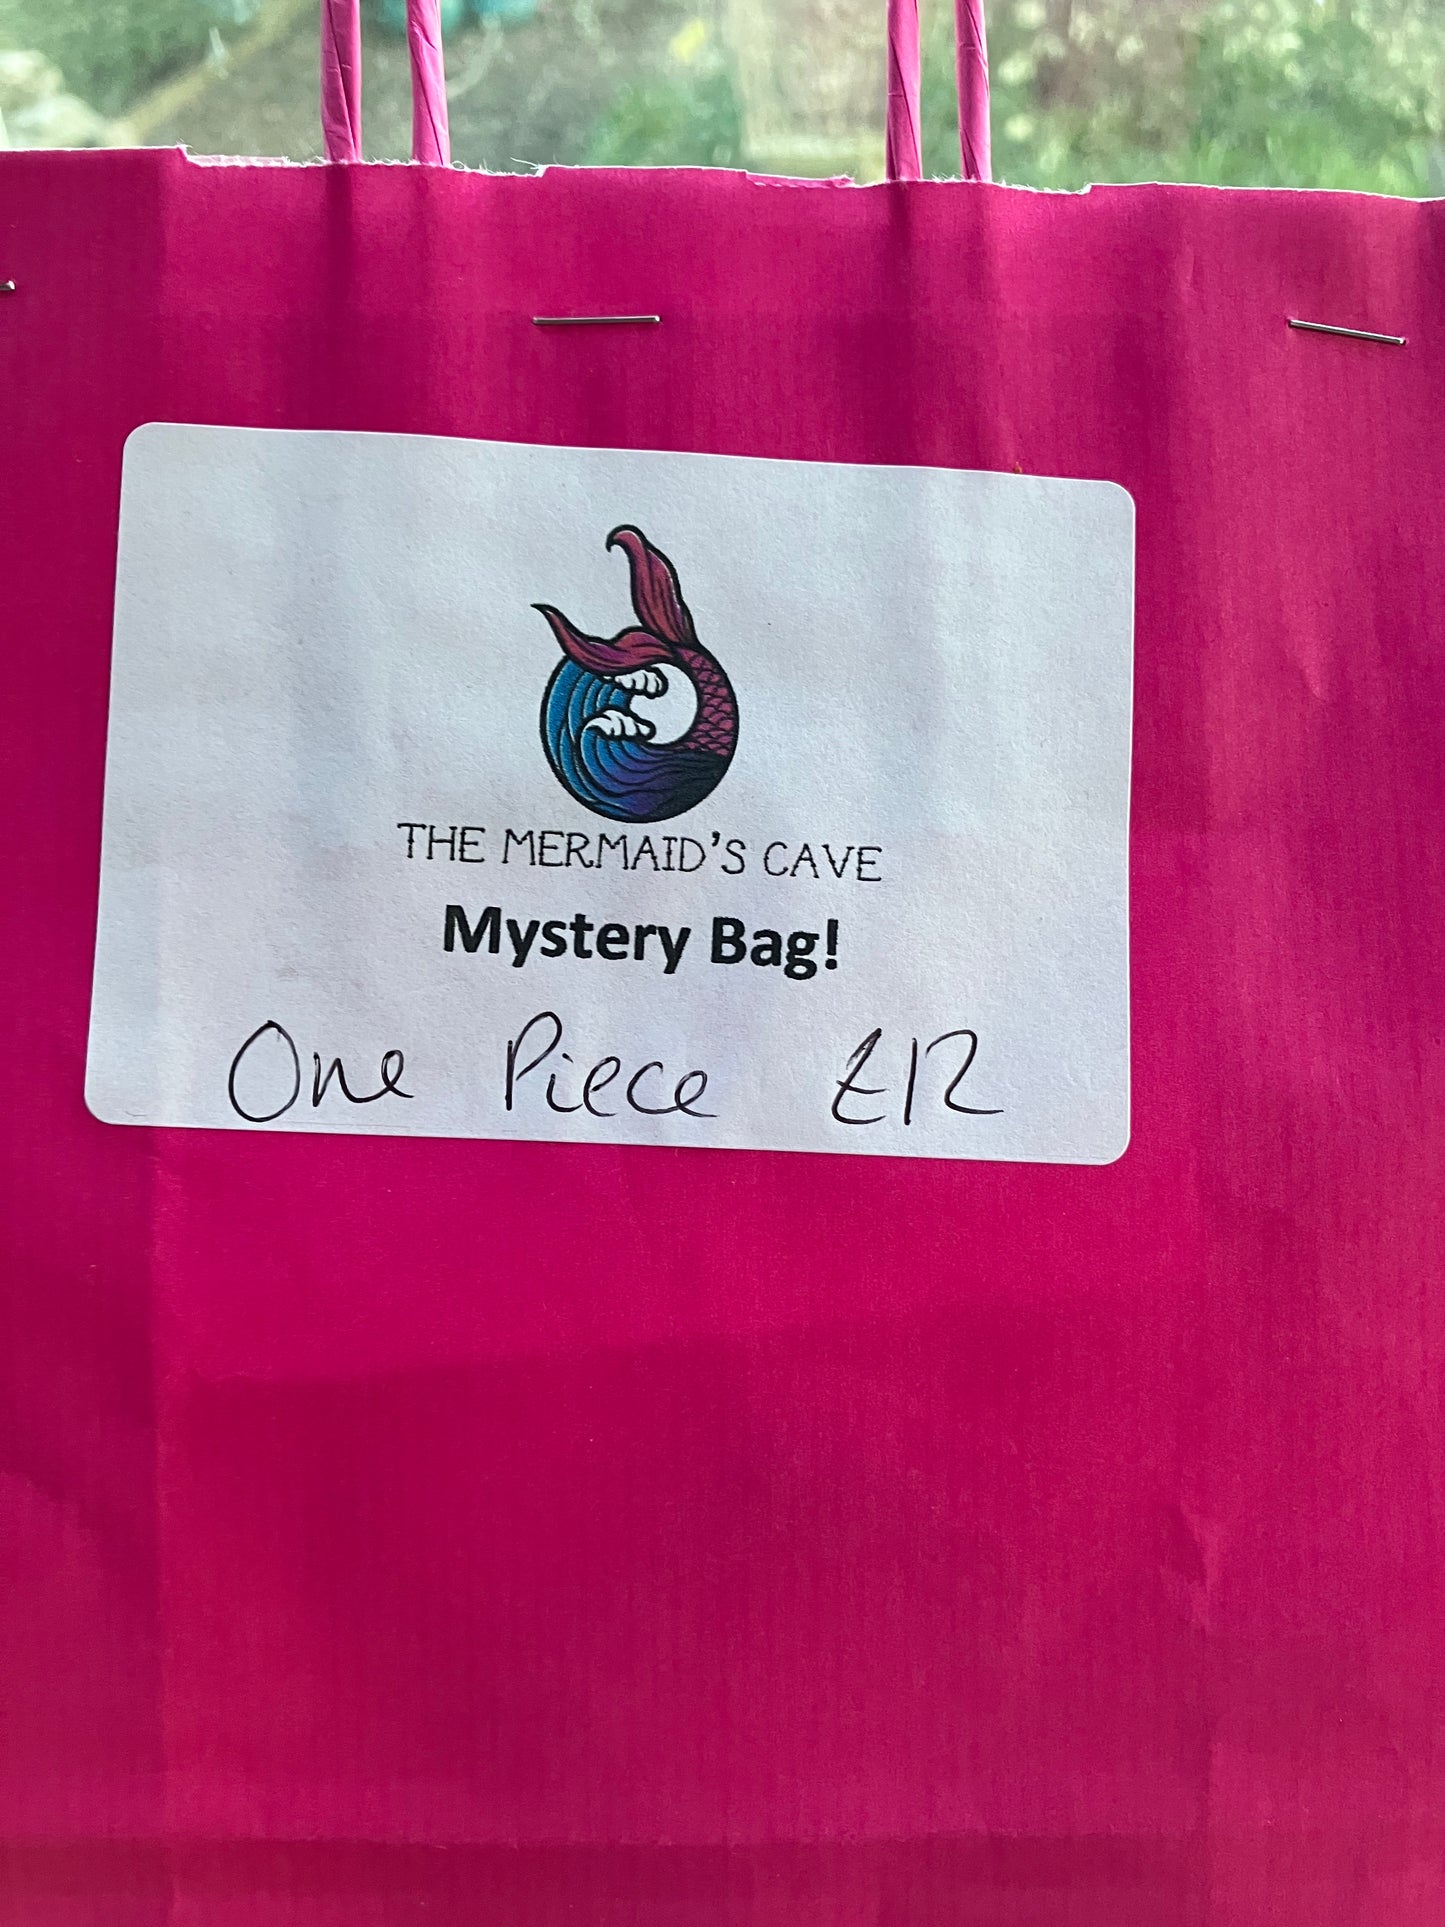 THE MERMAID'S CAVE
Mystery Bag!
One Piece £12